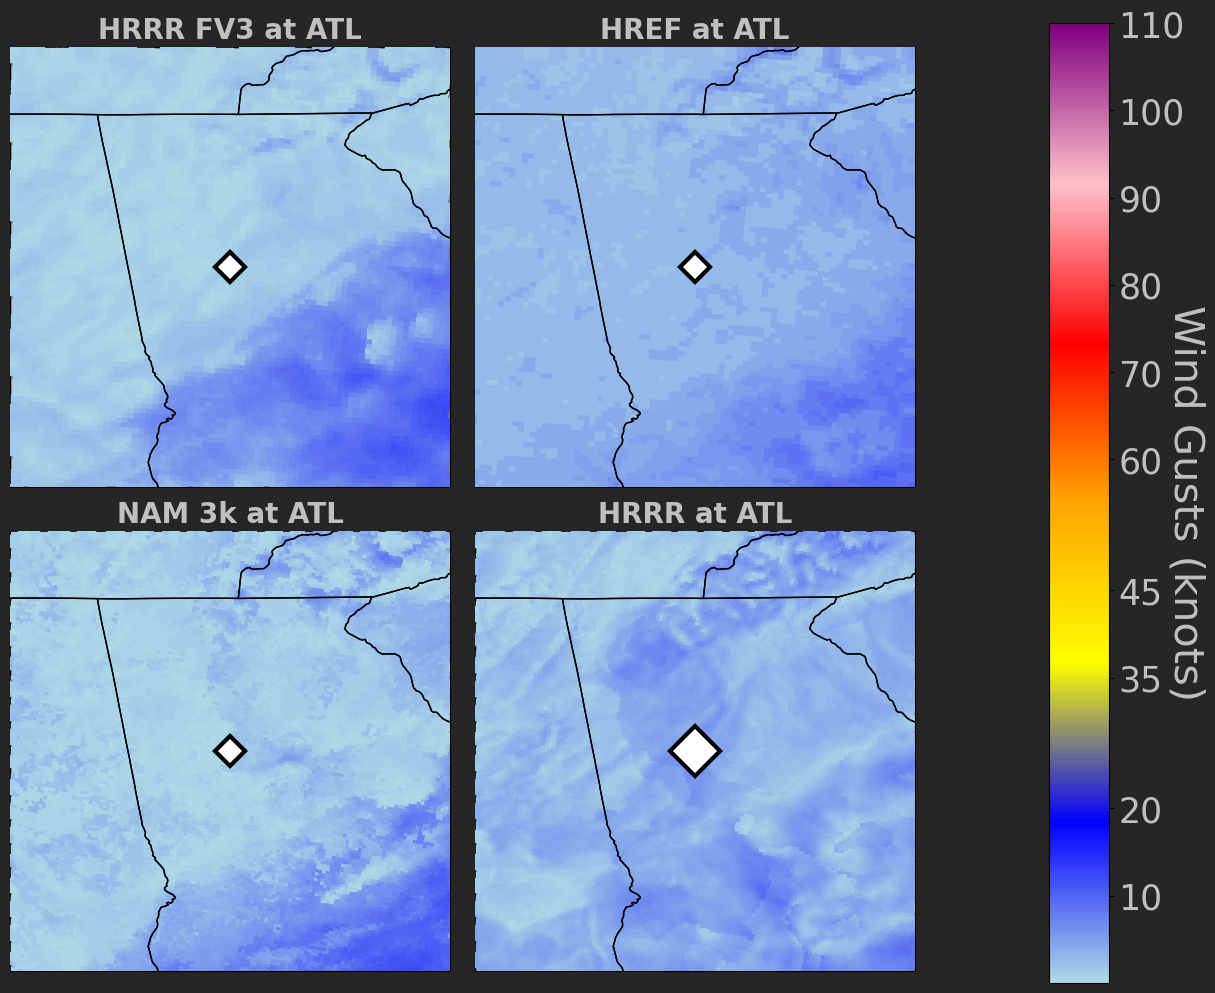 HRRR FV3 at ATL
HREF at ATL
NAM 3k at ATL
HRRR at ATL
110
100
90
80
70
60
45
35
20
10
Wind Gusts (knots)